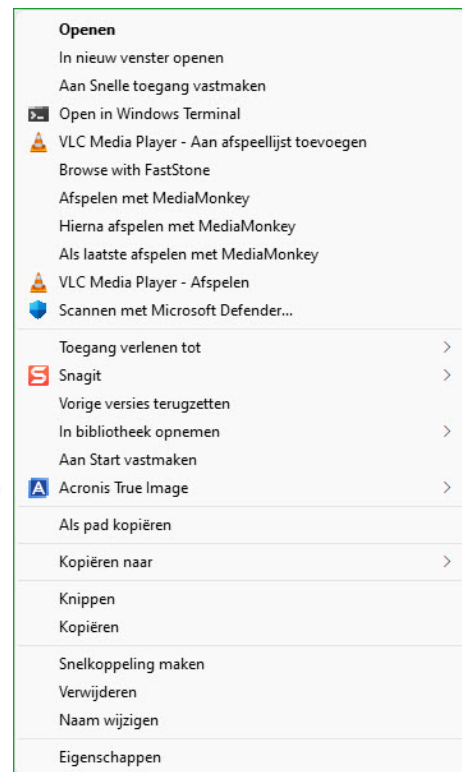 Openen
In nieuw venster openen
Aan Snelle toegang vastmaken
Open in Windows Terminal
VLC Media Player - Aan afspeellijst toevoegen
Browse with FastStone
Afspelen met MediaMonkey
Hierna afspelen met MediaMonkey
Als laatste afspelen met MediaMonkey
VLC Media Player - Afspelen
Scannen met Microsoft Defender...
Toegang verlenen tot
Snagit
Vorige versies terugzetten
In bibliotheek opnemen
Aan Start vastmaken
Acronis True Image
Als pad kopiëren
Kopiëren naar
Knippen
Kopiëren
Snelkoppeling maken
Verwijderen
Naam wijzigen
Eigenschappen